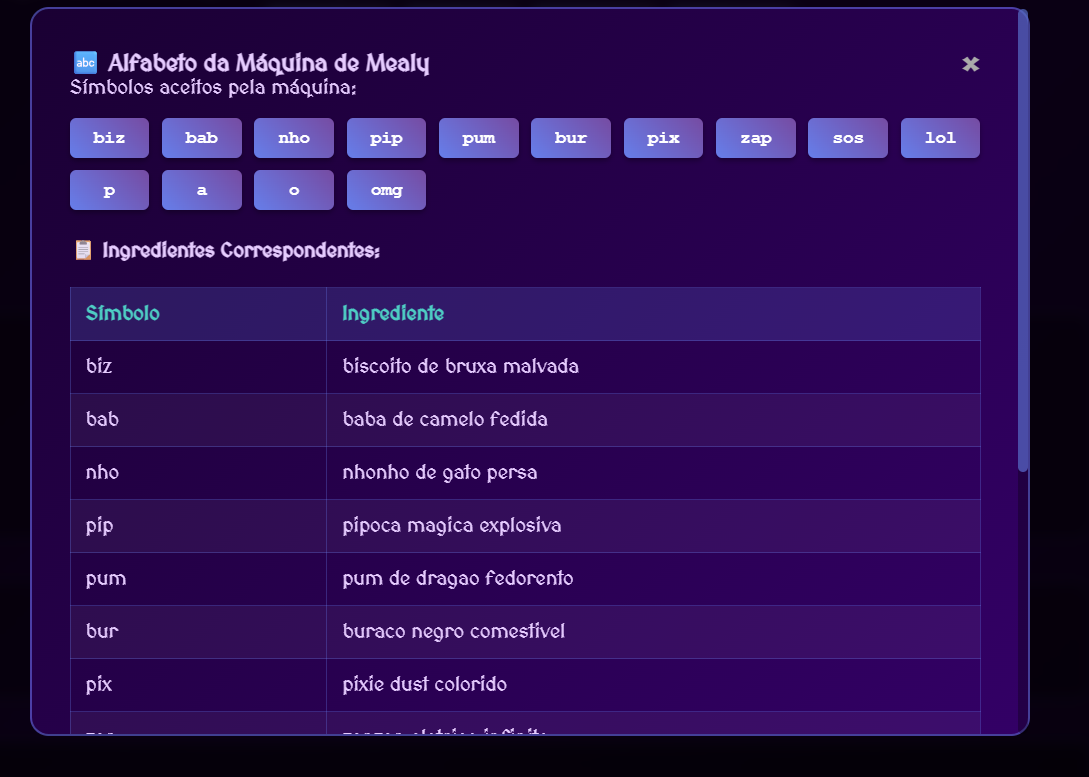 abc Alfabeto da Máquina de Mealy
Símbolos aceitos pela máquina:
biz bab nho pip pum bur pix zap sos lol
p a o omg
Ingredientes Correspondentes:
Símbolo Ingrediente
biz biscoito de bruxa malvada
bab baba de camelo fedida
nho nhonho de gato persa
pip pipoca magica explosiva
pum pum de dragao fedorento
bur buraco negro comestivel
pix pixie dust colorido